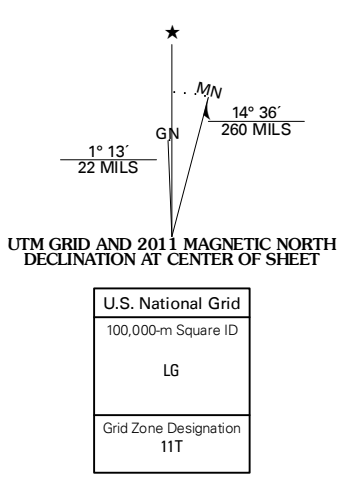 ★
MN
GN
14° 36´
260 MILS
1° 13´
22 MILS
UTM GRID AND 2011 MAGNETIC NORTH
DECLINATION AT CENTER OF SHEET
U.S. National Grid
100,000-m Square ID
LG
Grid Zone Designation
11T